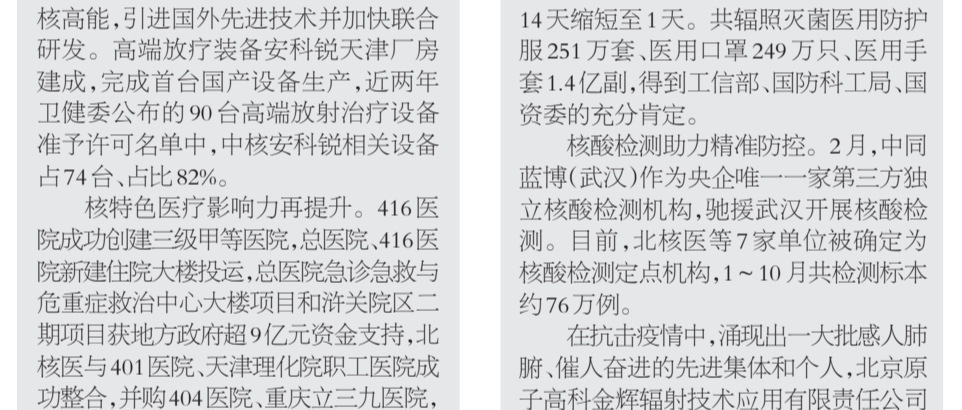 核高能，引进国外先进技术并加快联合
研发。高端放疗装备安科锐天津厂房
建成，完成首台国产设备生产，近两年
卫健委公布的90台高端放射治疗设备
准予许可名单中，中核安科锐相关设备
占74台、占比82%。
核特色医疗影响力再提升。416医
院成功创建三级甲等医院，总医院、416医
院新建住院大楼投运，总医院急诊急救与
危重症救治中心大楼项目和浒关院区二
期项目获地方政府超9亿元资金支持，北
核医与401医院、天津理化院职工医院成
功整合，并购404医院、重庆立三九医院，
14天缩短至1天。共辐照灭菌医用防护
服251万套、医用口罩249万只、医用手
套1.4亿副，得到工信部、国防科工局、国
资委的充分肯定。
核酸检测助力精准防控。2月，中同
蓝博（武汉）作为央企唯一一家第三方独
立核酸检测机构，驰援武汉开展核酸检
测。目前，北核医等7家单位被确定为
核酸检测定点机构，1～10月共检测标本
约76万例。
在抗击疫情中，涌现出一大批感人肺
腑、催人奋进的先进集体和个人，北京原
子高科金辉辐射技术应用有限责任公司